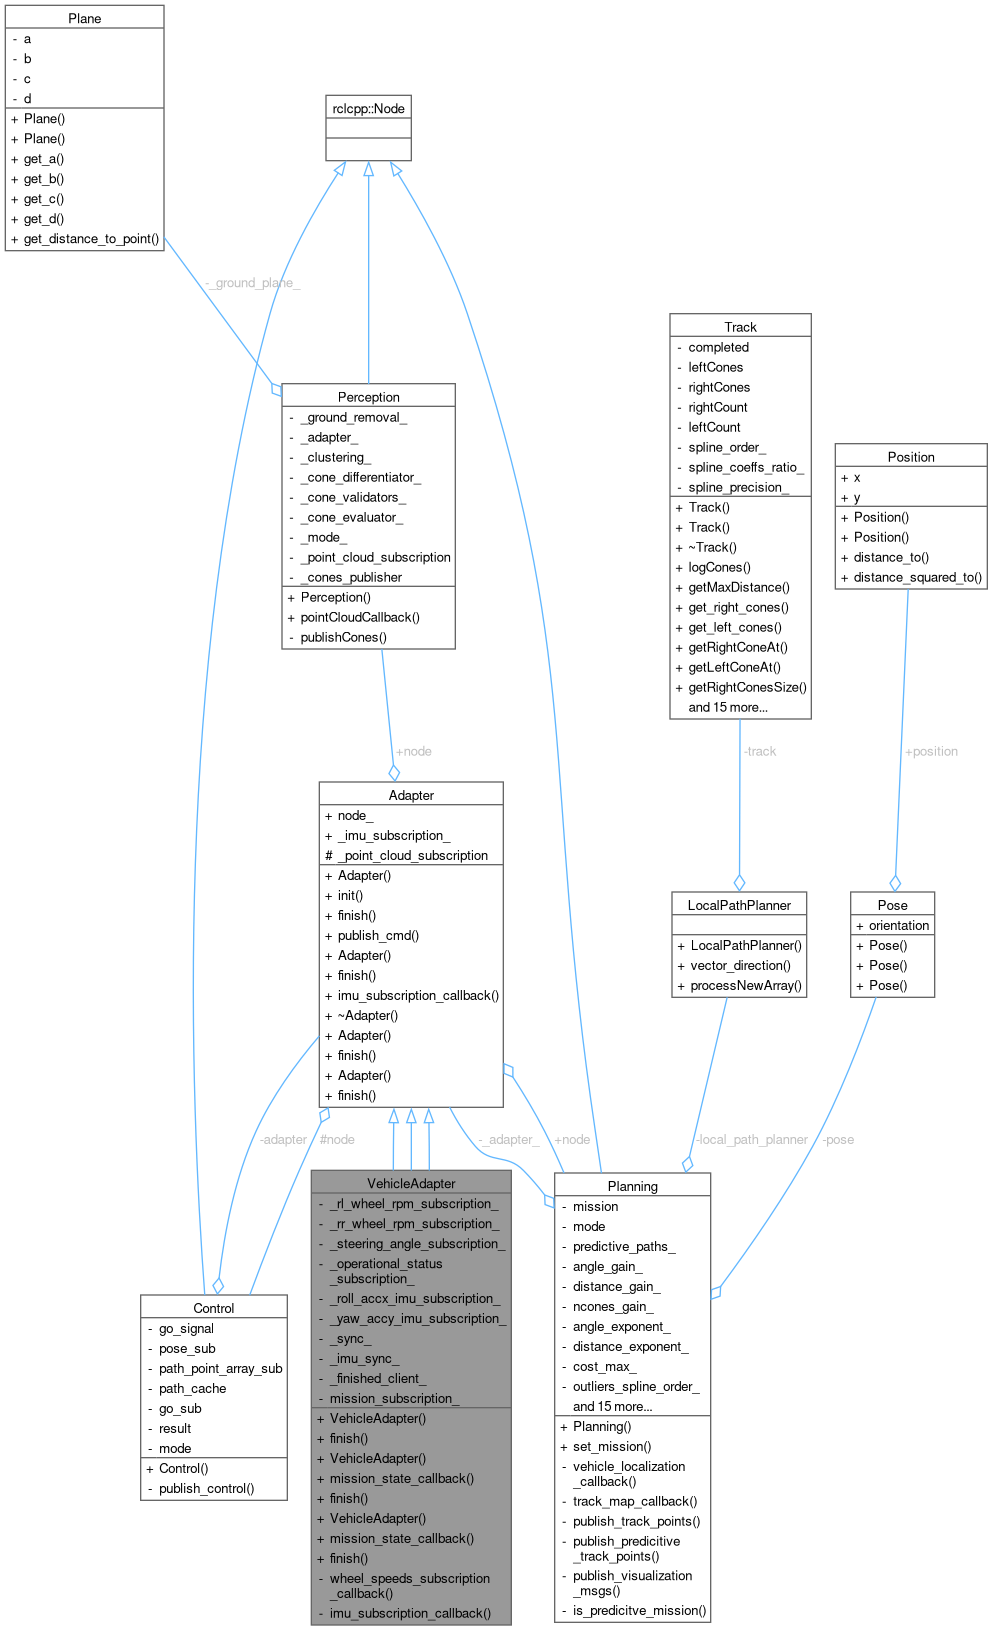 Plane
- a
- b
- c
- d
+ Plane()
+ Plane()
+ get_a()
+ get_b()
+ get_c()
+ get_d()
+ get_distance_to_point()
rclcpp::Node
-_ground_plane_
Perception
- _ground_removal_
- _adapter_
- _clustering_
- _cone_differentiator_
- _cone_validators_
- _cone_evaluator_
- _mode_
- _point_cloud_subscription
- _cones_publisher
+ Perception()
+ pointCloudCallback()
- publishCones()
Track
- completed
- leftCones
- rightCones
- rightCount
- leftCount
- spline_order_
- spline_coeffs_ratio_
- spline_precision_
+ Track()
+ Track()
+ ~Track()
+ logCones()
+ getMaxDistance()
+ get_right_cones()
+ get_left_cones()
+ getRightConeAt()
+ getLeftConeAt()
+ getRightConesSize()
and 15 more...
Position
+ x
+ y
+ Position()
+ Position()
+ distance_to()
+ distance_squared_to()
+node
-track
+position
Adapter
+ node_
+ _imu_subscription_
# _point_cloud_subscription
+ Adapter()
+ init()
+ finish()
+ publish_cmd()
+ Adapter()
+ finish()
+ imu_subscription_callback()
+ ~Adapter()
+ Adapter()
+ finish()
+ Adapter()
+ finish()
LocalPathPlanner
+ LocalPathPlanner()
+ vector_direction()
+ processNewArray()
Pose
+ orientation
+ Pose()
+ Pose()
+ Pose()
-adapter
#node
-_adapter_
+node
-local_path_planner
-pose
VehicleAdapter
- _rl_wheel_rpm_subscription_
- _rr_wheel_rpm_subscription_
- _steering_angle_subscription_
- _operational_status
_subscription_
- _roll_accx_imu_subscription_
- _yaw_accy_imu_subscription_
- _sync_
- _imu_sync_
- _finished_client_
- mission_subscription_
+ VehicleAdapter()
+ finish()
+ VehicleAdapter()
+ mission_state_callback()
+ finish()
+ VehicleAdapter()
+ mission_state_callback()
+ finish()
- wheel_speeds_subscription
_callback()
- imu_subscription_callback()
Planning
- mission
- mode
- predictive_paths_
- angle_gain_
- distance_gain_
- ncones_gain_
- angle_exponent_
- distance_exponent_
- cost_max_
- outliers_spline_order_
and 15 more...
+ Planning()
+ set_mission()
- vehicle_localization
_callback()
- track_map_callback()
- publish_track_points()
- publish_predicitive
_track_points()
- publish_visualization
_msgs()
- is_predicitve_mission()
Control
- go_signal
- pose_sub
- path_point_array_sub
- path_cache
- go_sub
- result
- mode
+ Control()
- publish_control()